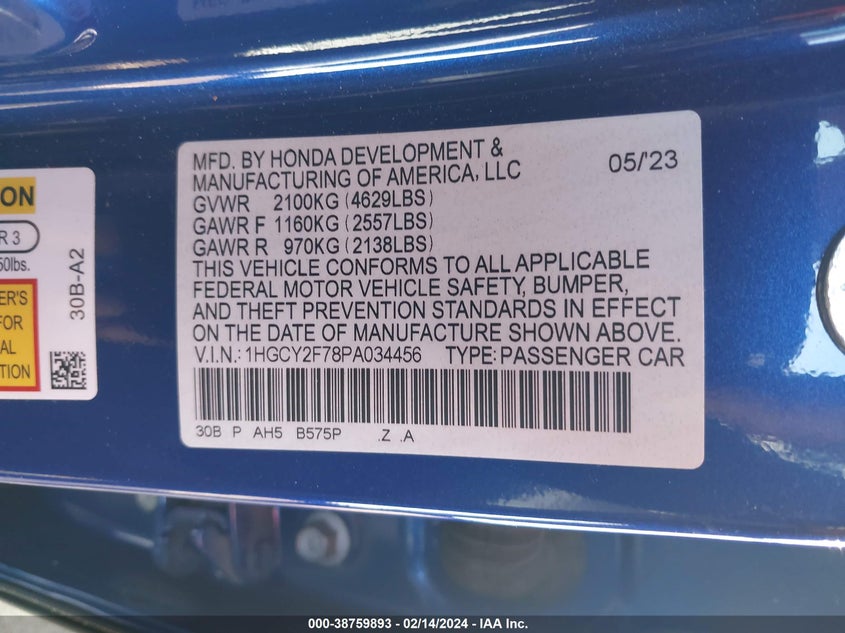 ON
R 3
50lbs.
30B-A2
ER'S
FOR
AL
ION
MFD. BY HONDA DEVELOPMENT & 05/23
MANUFACTURING OF AMERICA, LLC
GVWR 2100KG (4629LBS)
GAWR F 1160KG (2557LBS)
GAWR R 970KG (2138LBS)
THIS VEHICLE CONFORMS TO ALL APPLICABLE
FEDERAL MOTOR VEHICLE SAFETY, BUMPER,
AND THEFT PREVENTION STANDARDS IN EFFECT
ON THE DATE OF MANUFACTURE SHOWN ABOVE.
V.I.N.: 1HGCY2F78PA034456 TYPE: PASSENGER CAR
30B P AH5 B575P .Z .A
000-38759893 - 02/14/2024 - IAA Inc.